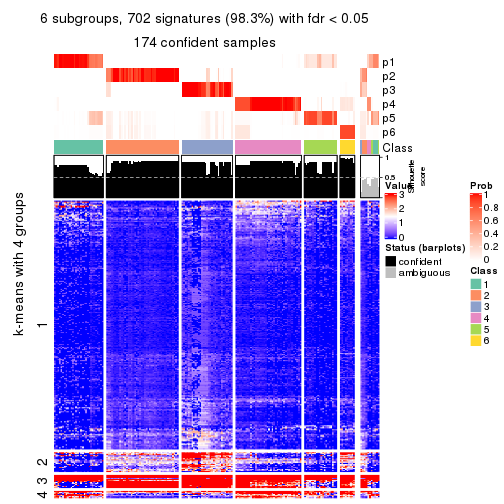 6 subgroups, 702 signatures (98.3%) with fdr < 0.05
174 confident samples
p1
p2
p3
p4
p5
p6
Class
1
0.5
0
Silhouette
score
k-means with 4 groups
1
2
3
4
Value
3
2
1
0
Status (barplots)
confident
ambiguous
Prob
1
0.8
0.6
0.4
0.2
0
Class
1
2
3
4
5
6